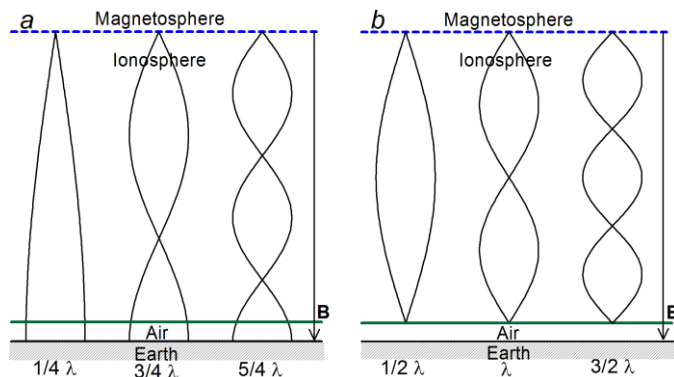 a
Magnetosphere
Ionosphere
B
Air
Earth
1/4 λ
3/4 λ
5/4 λ
b
Magnetosphere
Ionosphere
B
Air
Earth
1/2 λ
λ
3/2 λ